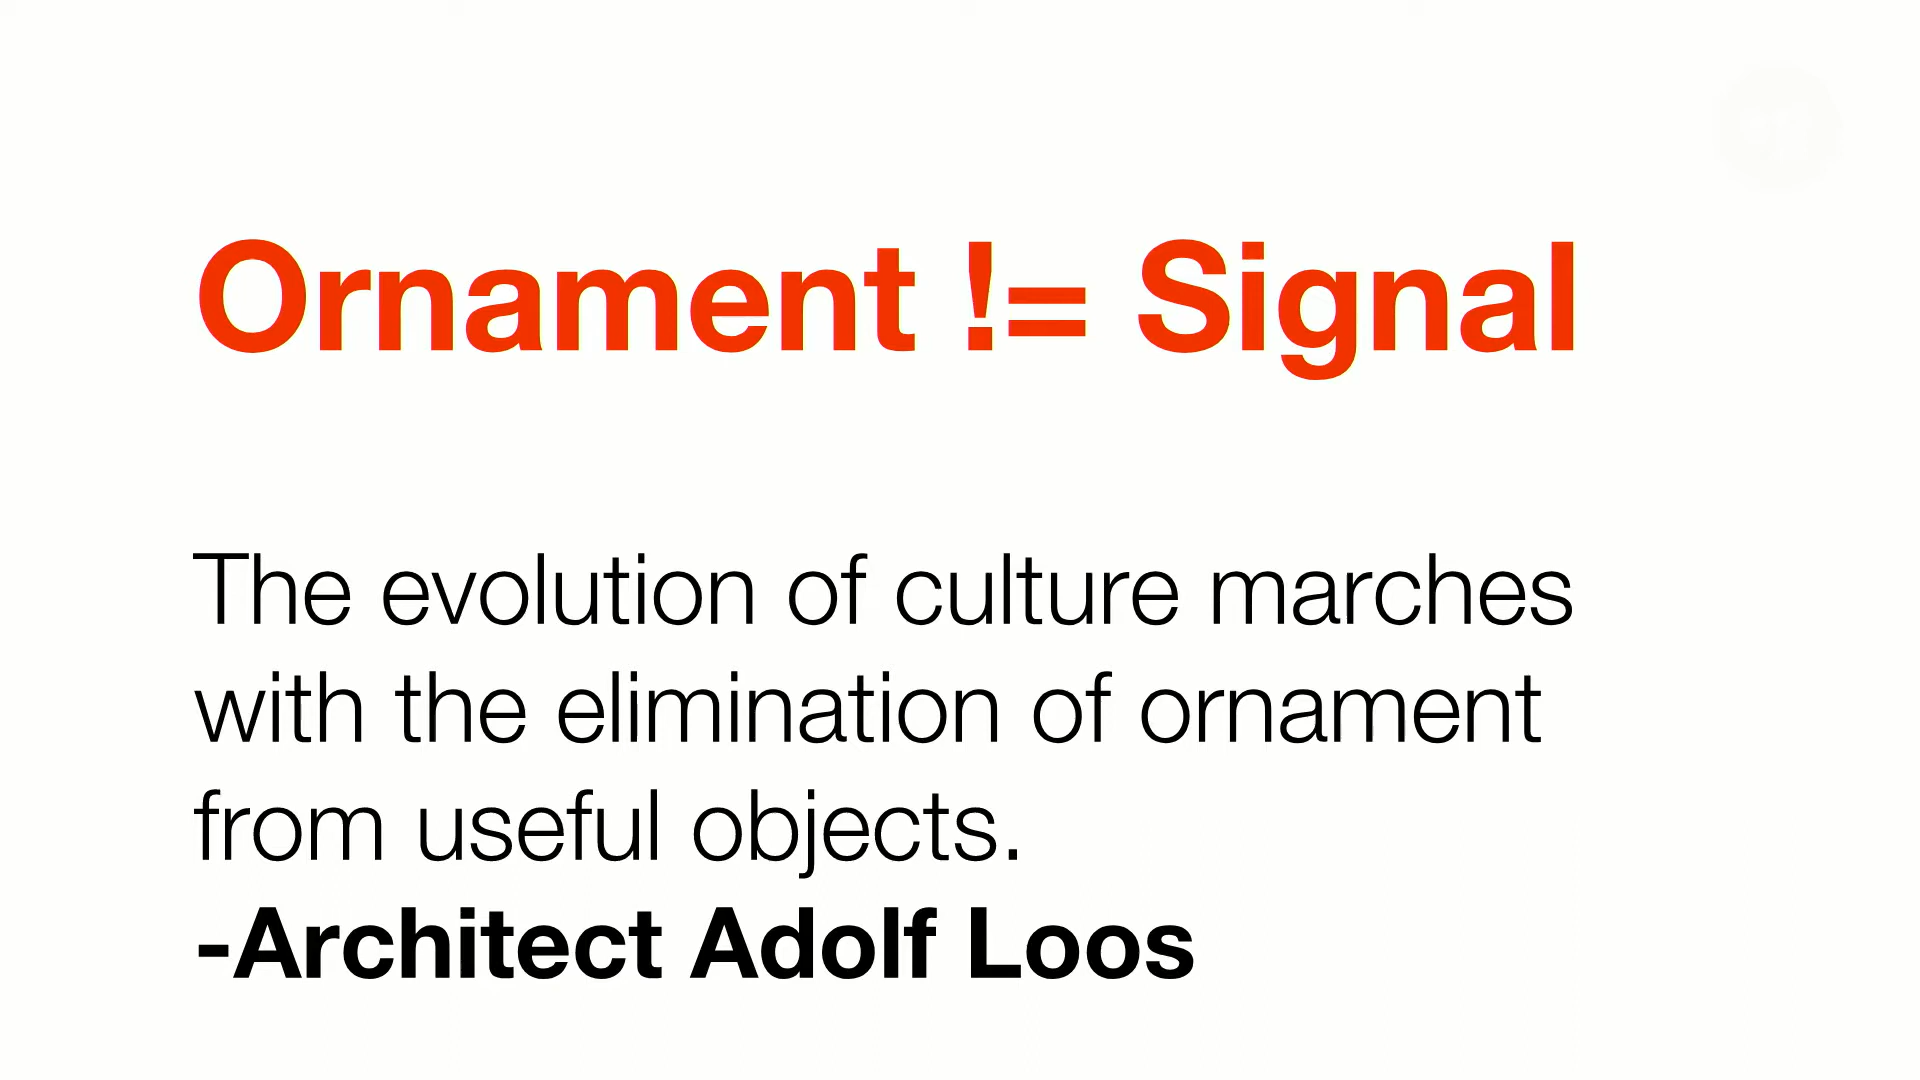 Ornament != Signal
The evolution of culture marches
with the elimination of ornament
from useful objects.
-Architect Adolf Loos